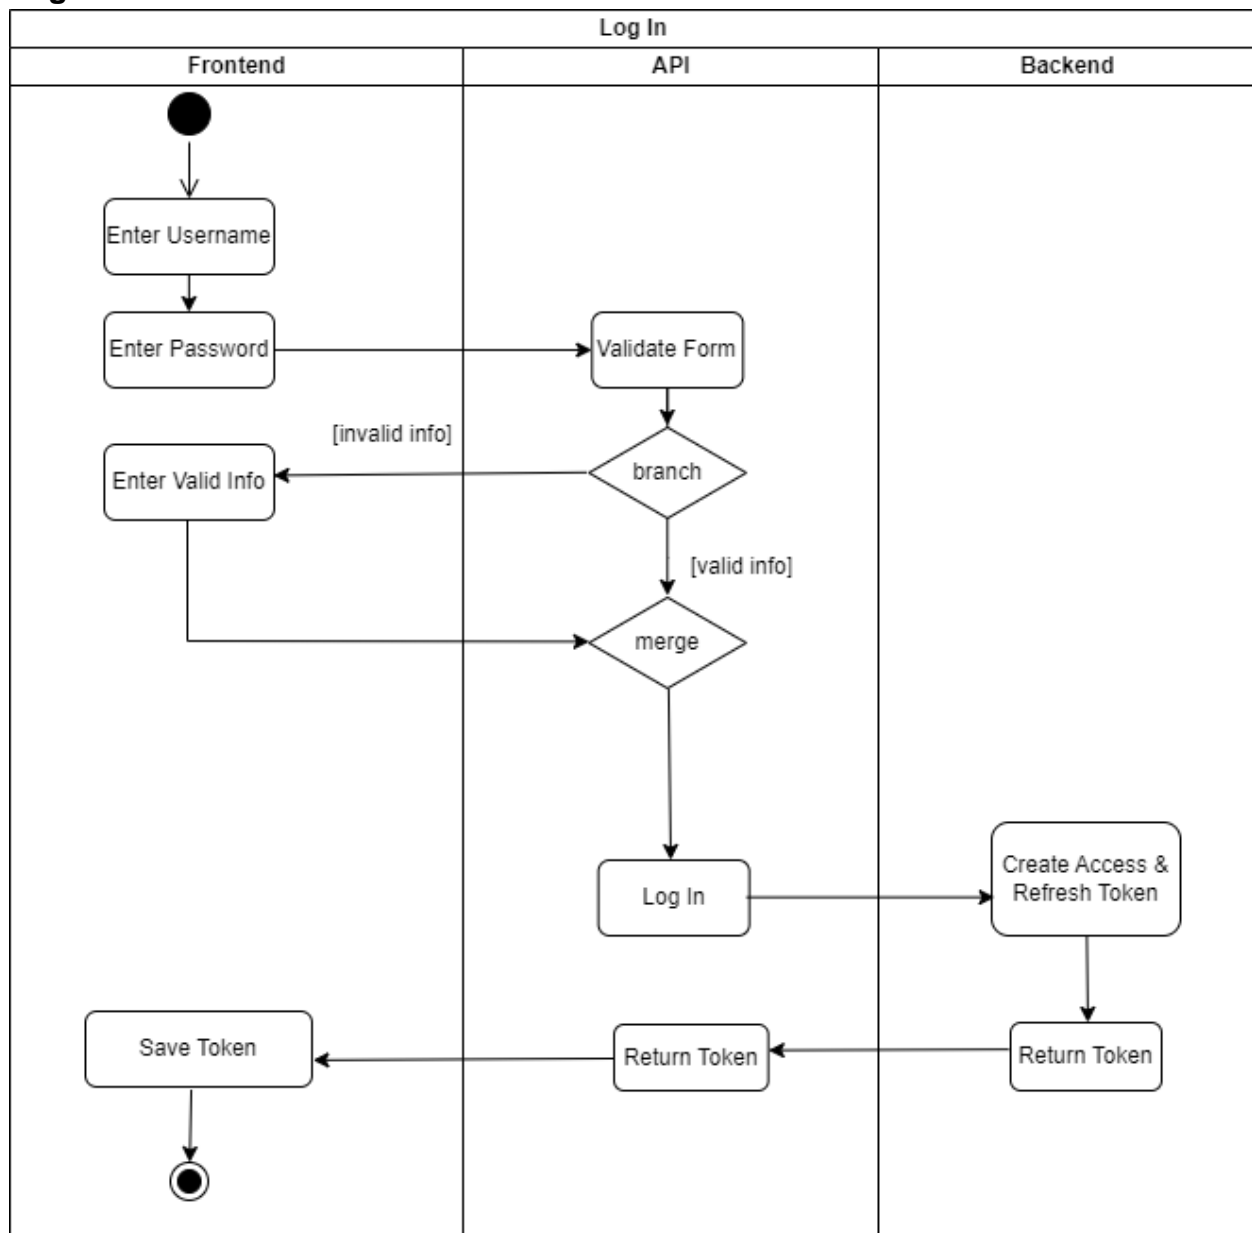 Log In
Frontend
API
Backend
Enter Username
Enter Password
Validate Form
[invalid info]
Enter Valid Info
branch
[valid info]
merge
Log In
Create Access &
Refresh Token
Save Token
Return Token
Return Token